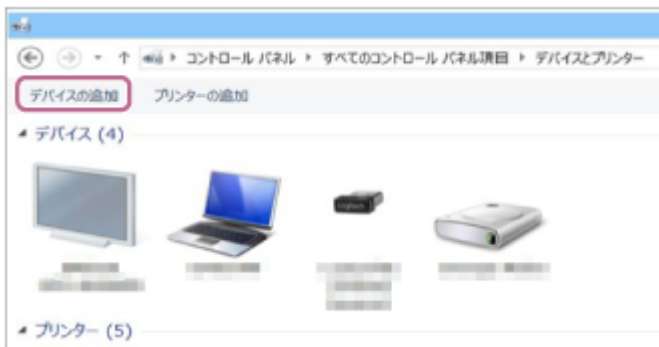 コントロール パネル ▸ すべてのコントロール パネル項目 ▸ デバイスとプリンター
デバイスの追加 プリンターの追加
デバイス (4)
Logitech
プリンター (5)